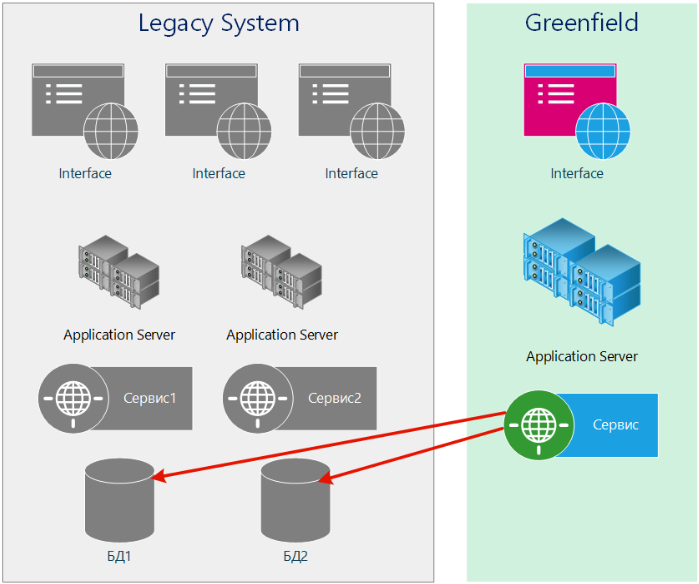 Legacy System
Greenfield
Interface
Interface
Interface
Interface
Application Server
Application Server
Application Server
Сервис1
Сервис2
Сервис
БД1
БД2